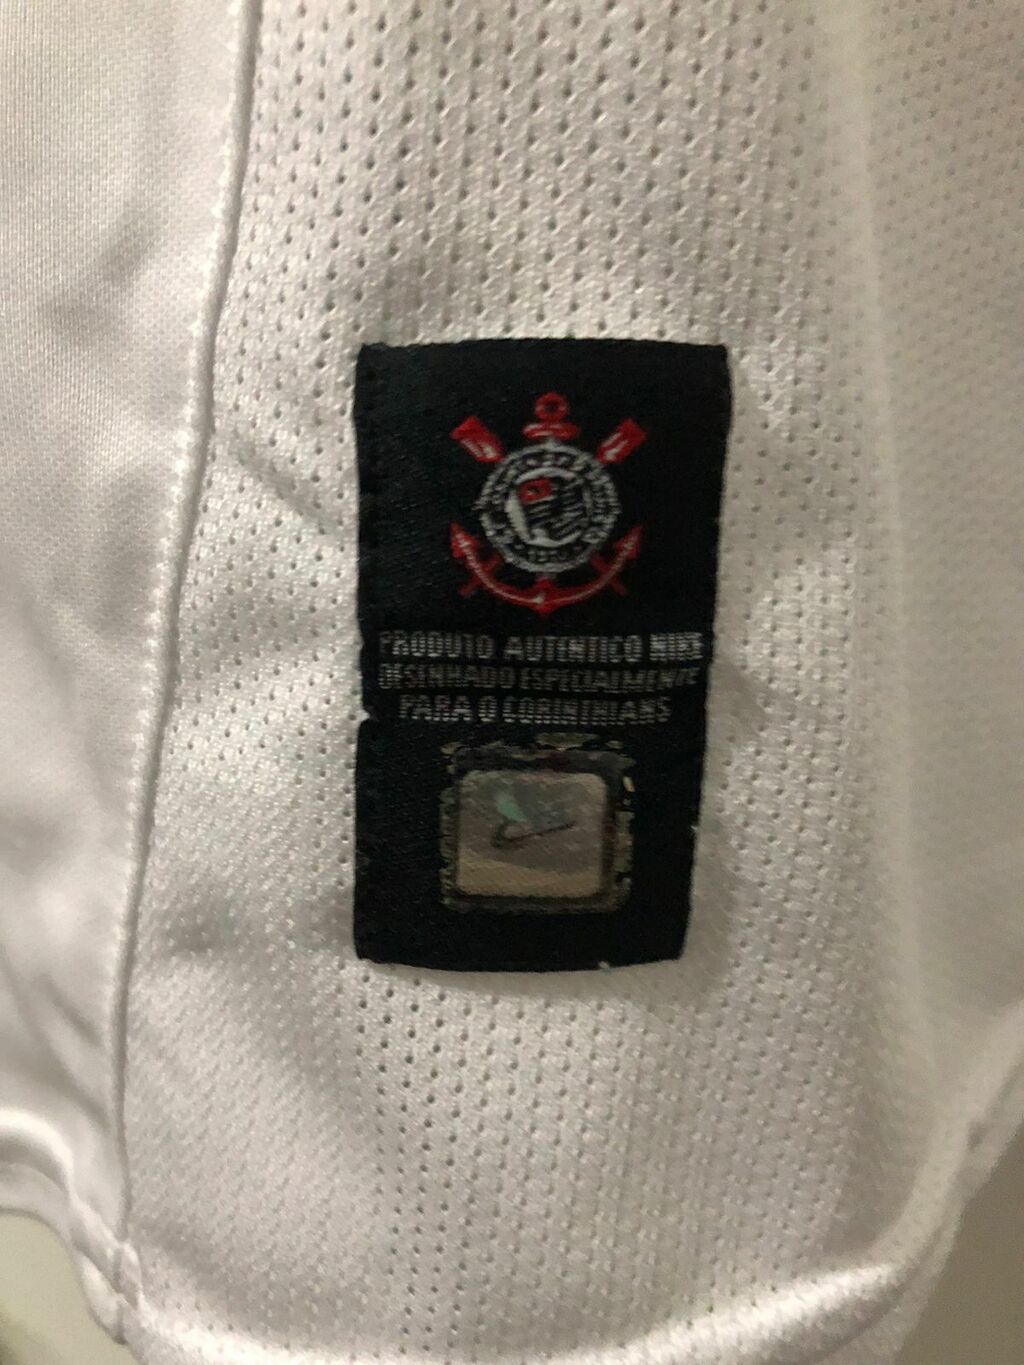 PRODUTO AUTENTICO NIKE
DESENHADO ESPECIALMENTE
PARA O CORINTHIANS